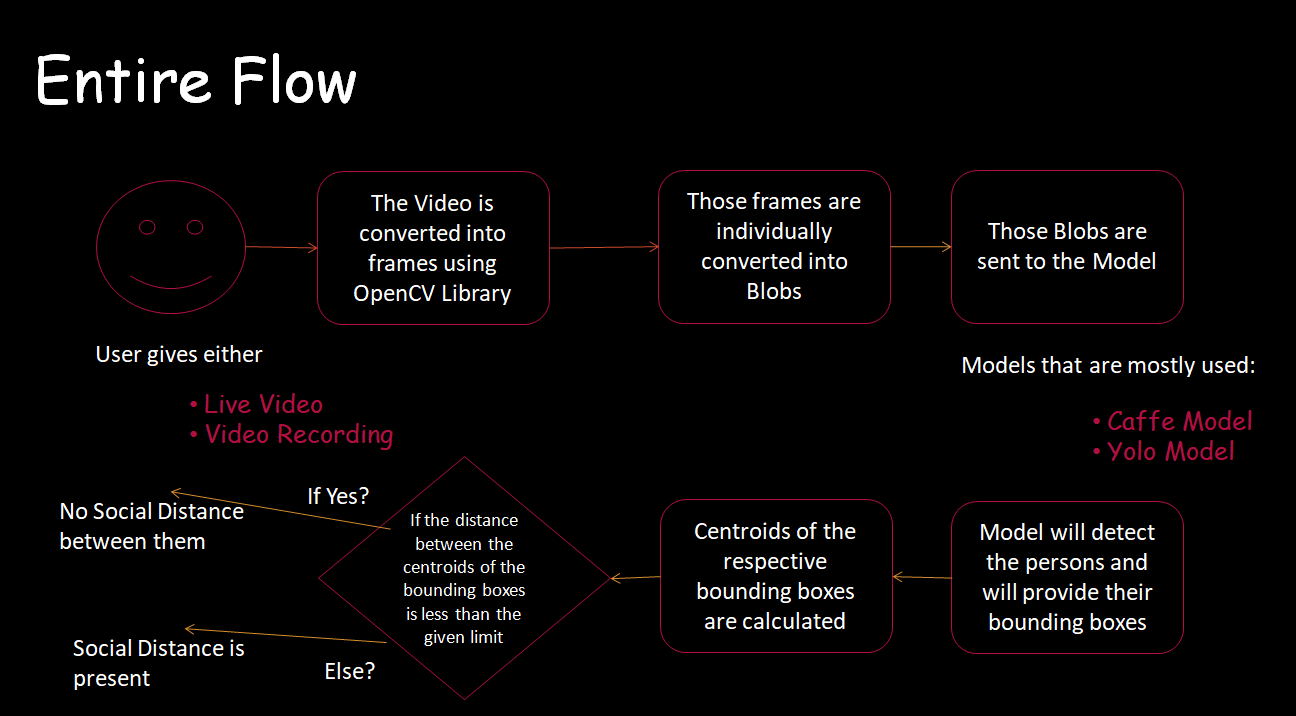 Entire Flow
The Video is
converted into
frames using
OpenCV Library
Those frames are
individually
converted into
Blobs
Those Blobs are
sent to the Model
User gives either
• Live Video
• Video Recording
Models that are mostly used:
• Caffe Model
• Yolo Model
Model will detect
the persons and
will provide their
bounding boxes
Centroids of the
respective
bounding boxes
are calculated
If the distance
between the
centroids of the
bounding boxes
is less than the
given limit
If Yes?
No Social Distance
between them
Else?
Social Distance is
present